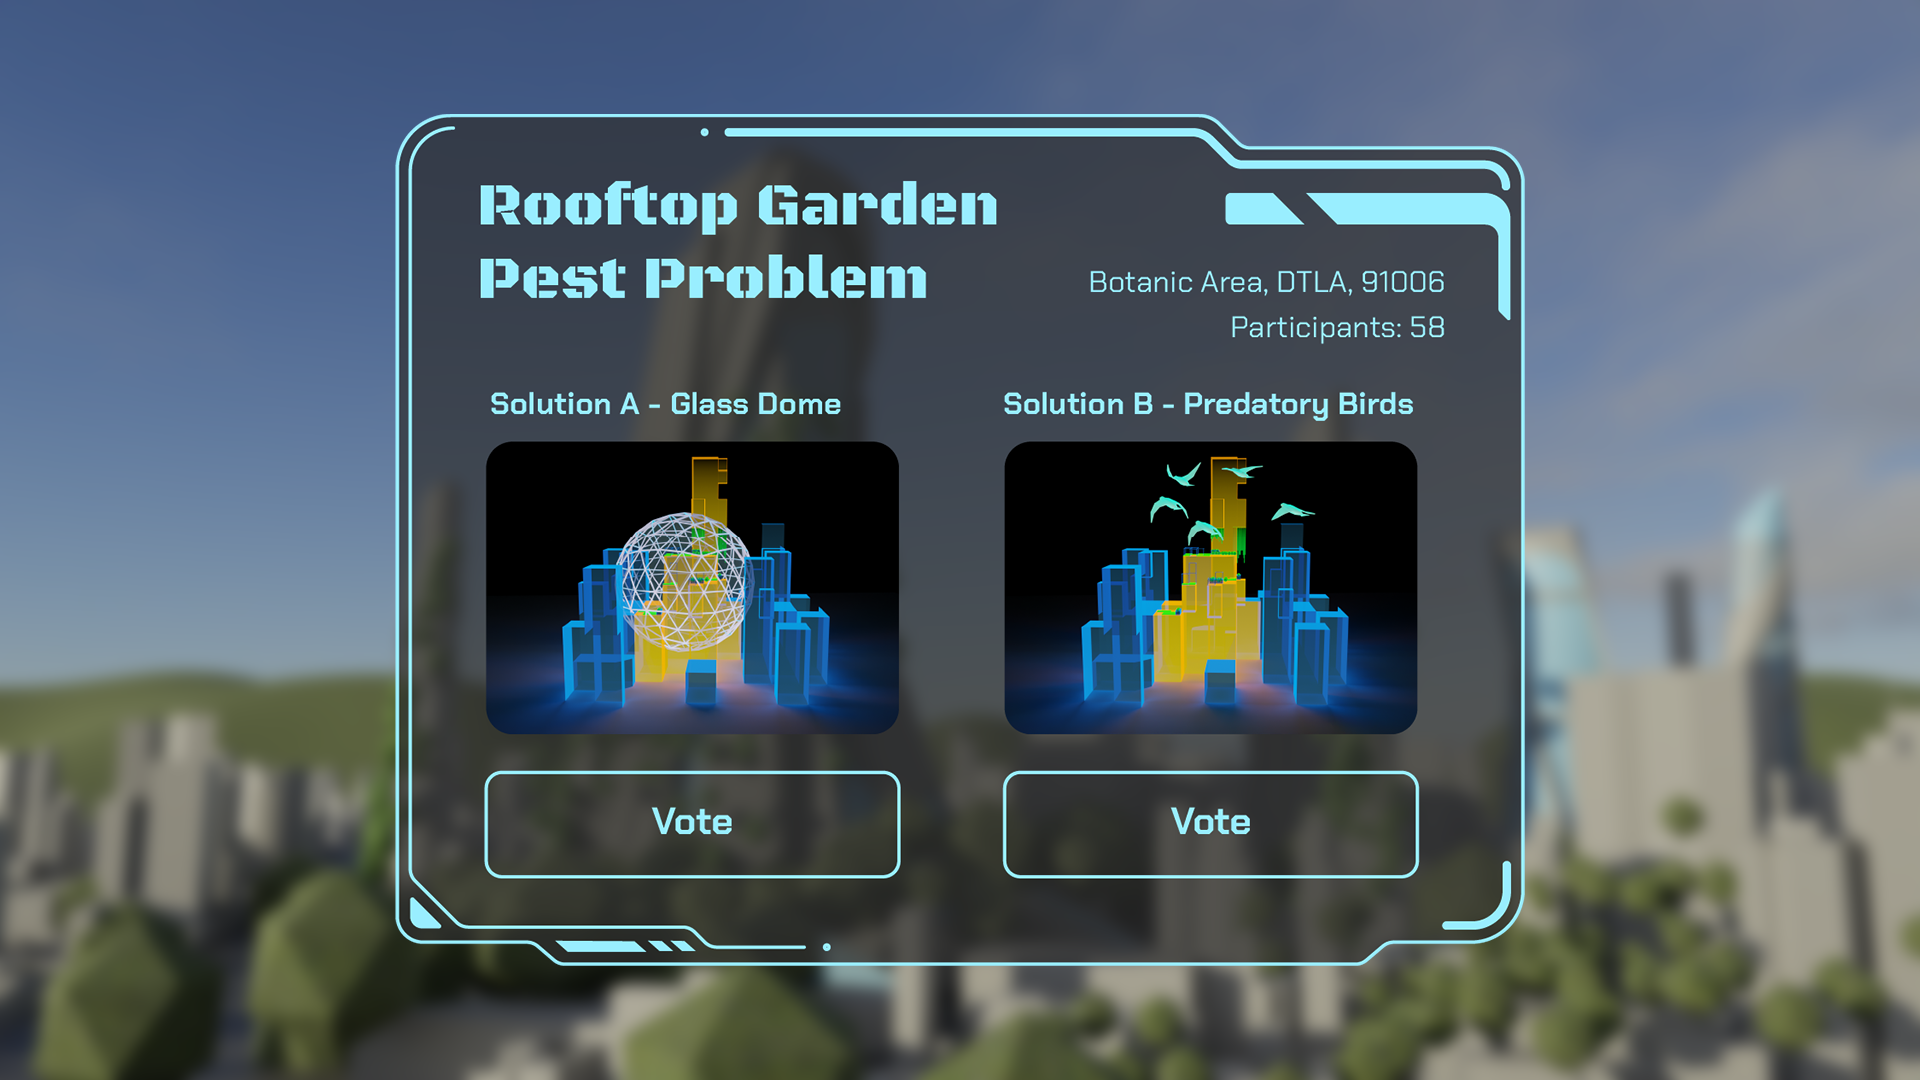 Rooftop Garden
Pest Problem
Botanic Area, DTLA, 91006
Participants: 58
Solution A - Glass Dome
Solution B - Predatory Birds
Vote
Vote